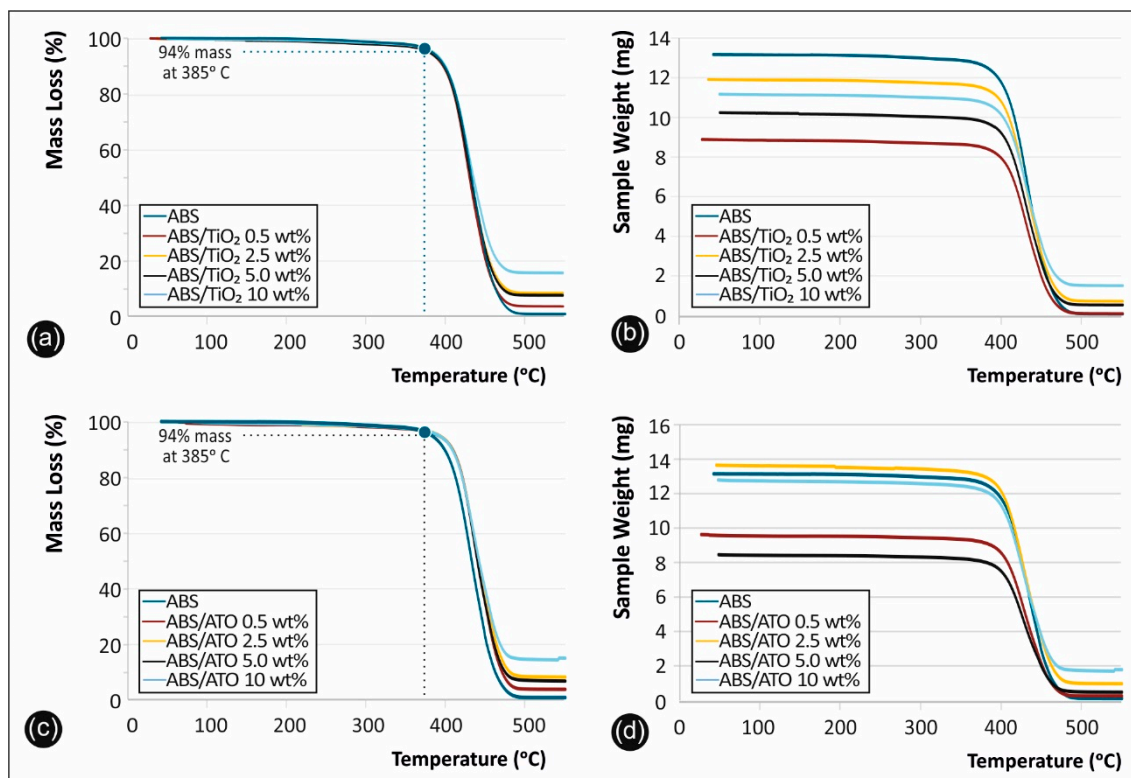 Mass Loss (%)
100
80
60
40
20
0
94% mass
at 385° C
ABS
ABS/TiO₂ 0.5 wt%
ABS/TiO₂ 2.5 wt%
ABS/TiO₂ 5.0 wt%
ABS/TiO₂ 10 wt%
0 100 200 300 400 500
Temperature (°C)
(a)
Sample Weight (mg)
14
12
10
8
6
4
2
0
ABS
ABS/TiO₂ 0.5 wt%
ABS/TiO₂ 2.5 wt%
ABS/TiO₂ 5.0 wt%
ABS/TiO₂ 10 wt%
0 100 200 300 400 500
Temperature (°C)
(b)
Mass Loss (%)
100
80
60
40
20
0
94% mass
at 385° C
ABS
ABS/ATO 0.5 wt%
ABS/ATO 2.5 wt%
ABS/ATO 5.0 wt%
ABS/ATO 10 wt%
0 100 200 300 400 500
Temperature (°C)
(c)
Sample Weight (mg)
16
14
12
10
8
6
4
2
0
ABS
ABS/ATO 0.5 wt%
ABS/ATO 2.5 wt%
ABS/ATO 5.0 wt%
ABS/ATO 10 wt%
0 100 200 300 400 500
Temperature (°C)
(d)